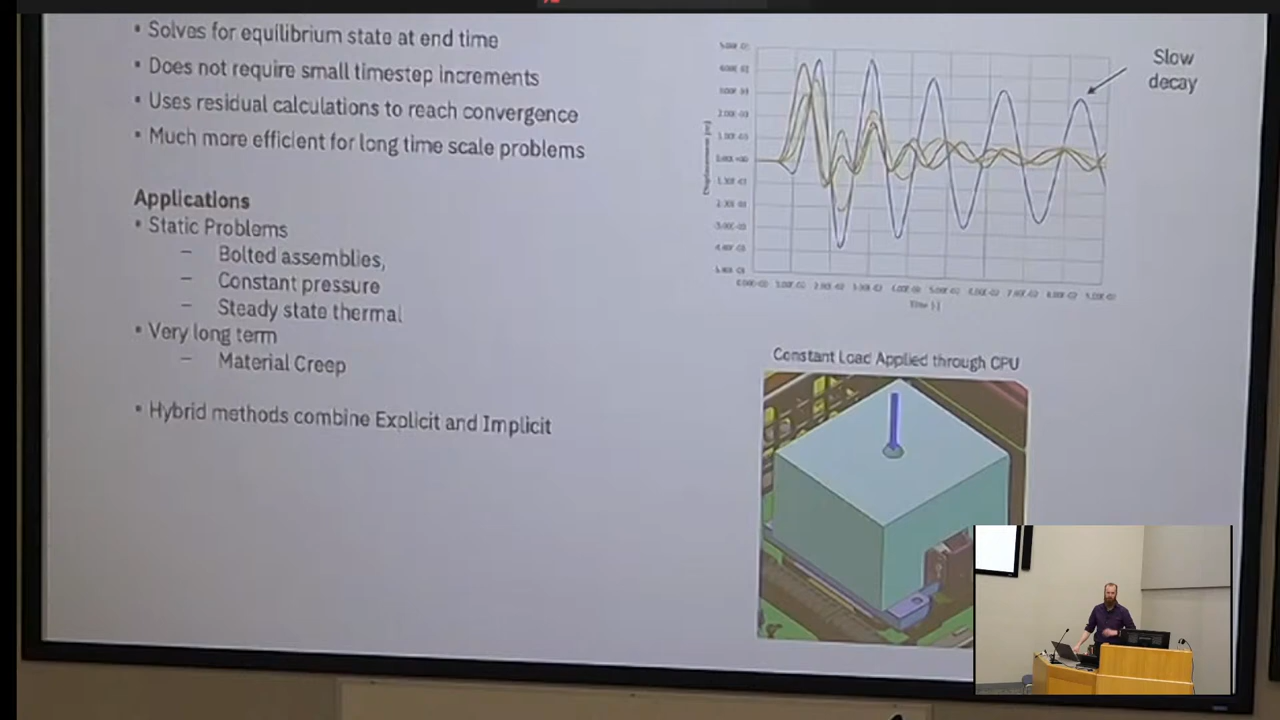 Solves for equilibrium state at end time
Does not require small timestep increments
Uses residual calculations to reach convergence
Much more efficient for long time scale problems
Applications
Static Problems
Bolted assemblies,
Constant pressure
Steady state thermal
Very long term
Material Creep
Hybrid methods combine Explicit and Implicit
Slow
decay
Constant Load Applied through CPU